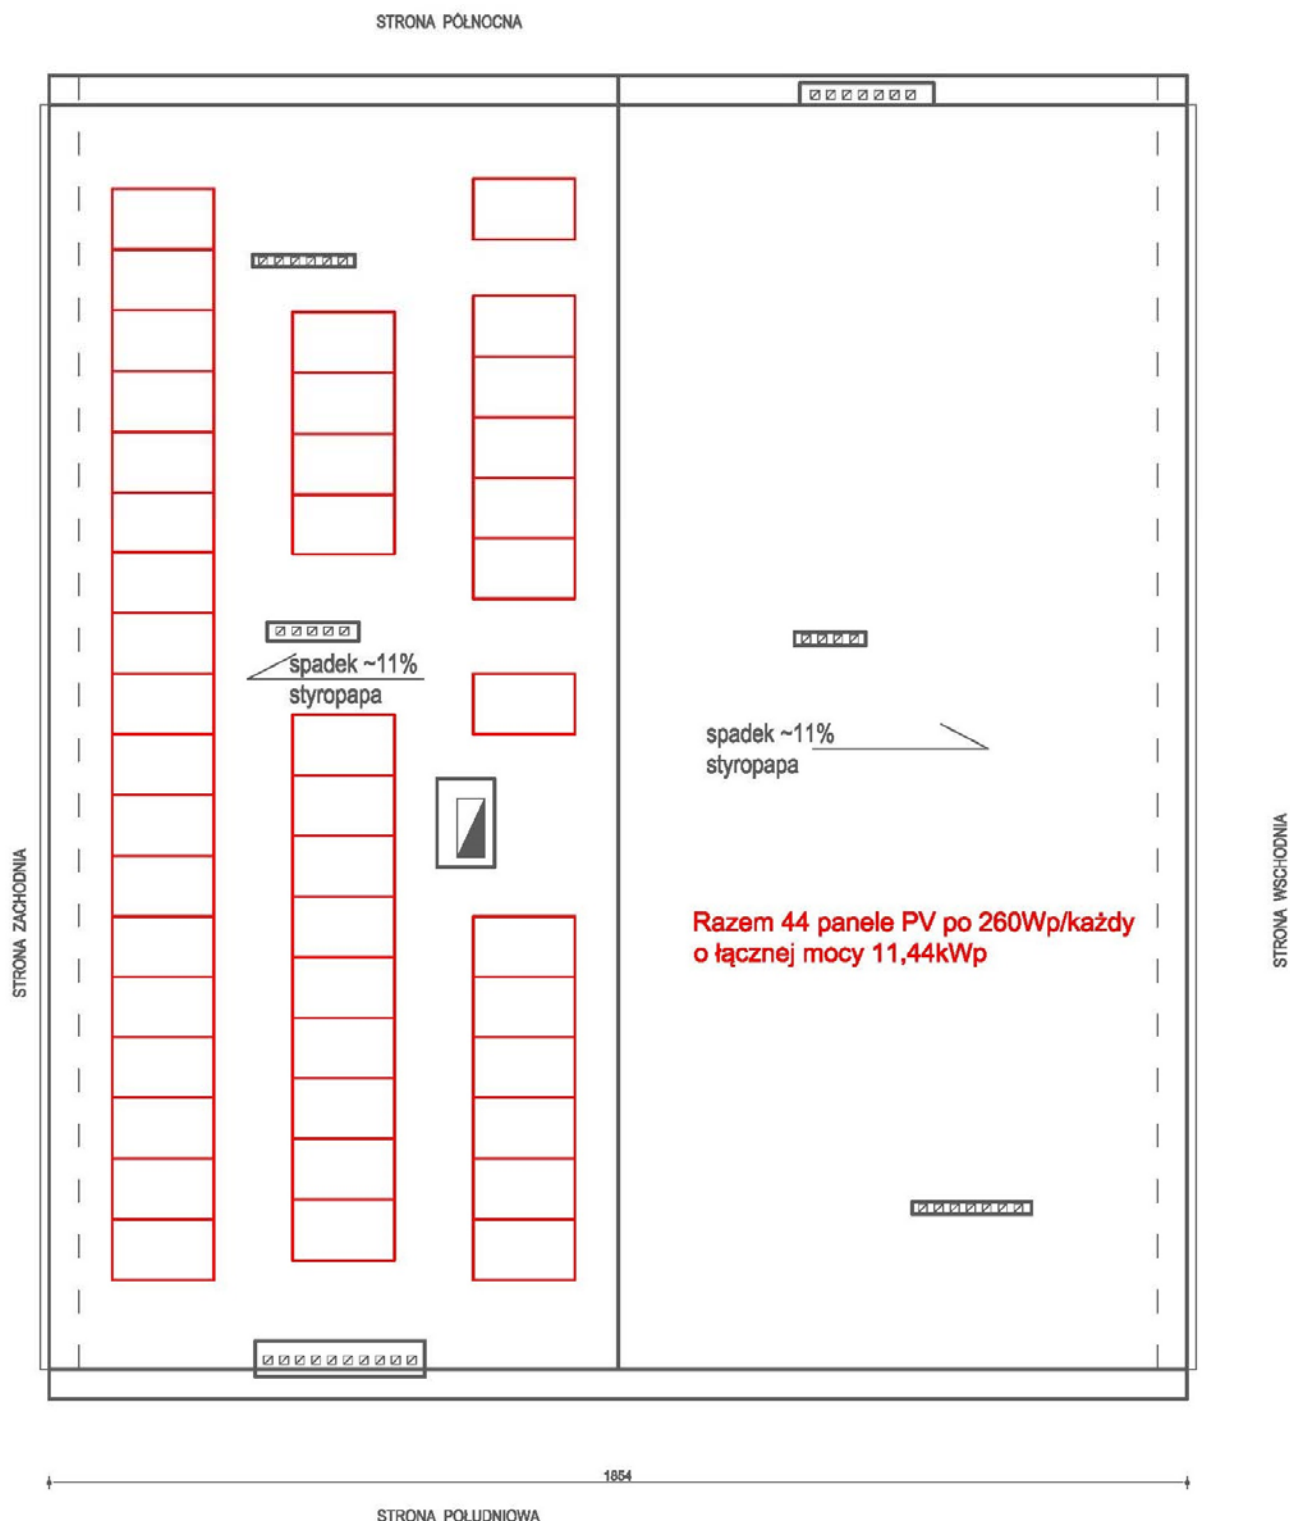 STRONA PÓŁNOCNA
spadek ~11%
styropapa
spadek ~11%
styropapa
STRONA ZACHODNIA
STRONA WSCHODNIA
Razem 44 panele PV po 260Wp/każdy
o łącznej mocy 11,44kWp
1854
STRONA POŁUDNIOWA